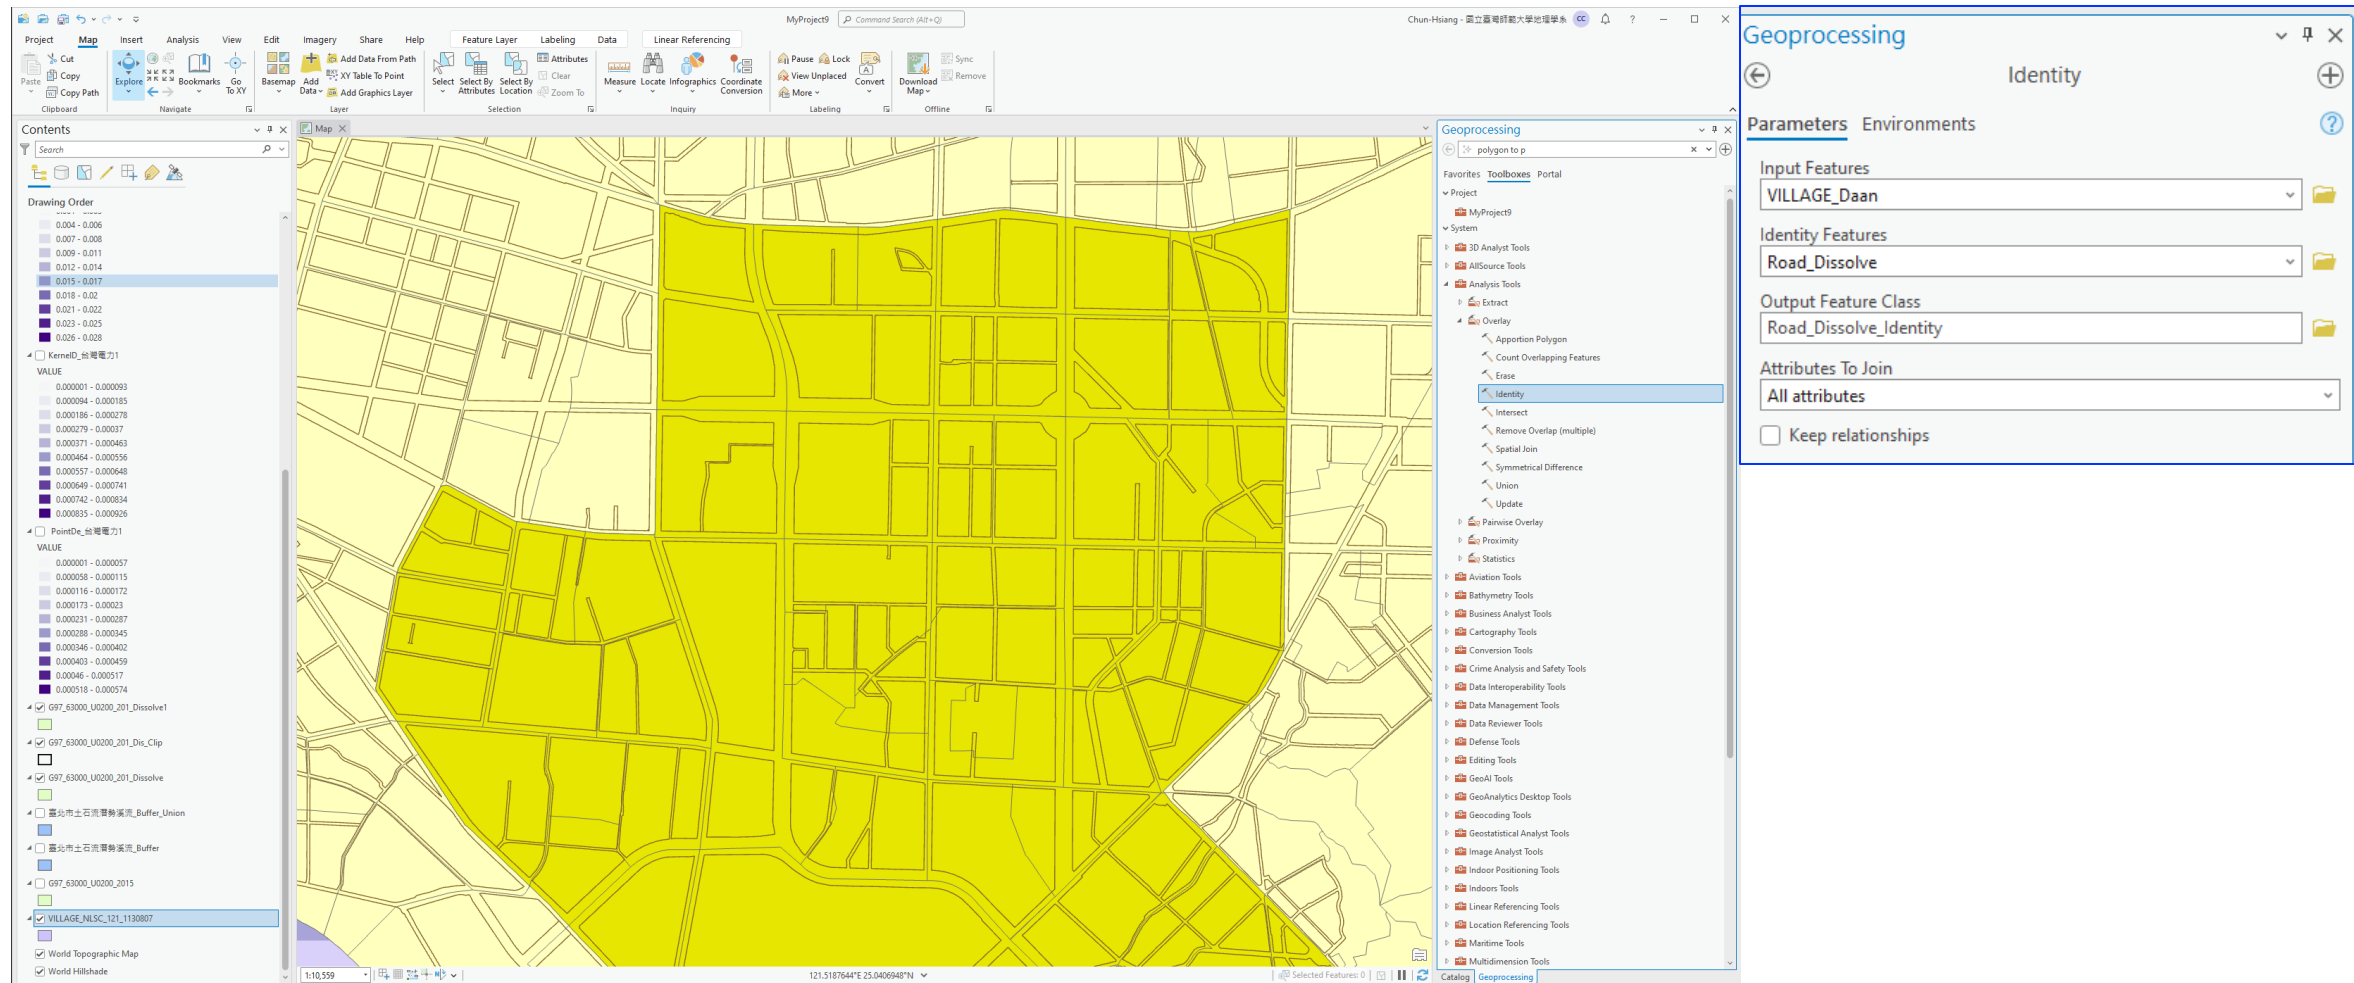 MyProject9
Command Search (Alt+Q)
Chun-Hsiang - 國立臺灣師範大學地理學系
CC
?
Project Map Insert Analysis View Edit Imagery Share Help Feature Layer Labeling Data Linear Referencing
Paste
Cut
Copy
Copy Path
Clipboard
Explore
Bookmarks
Go To XY
Navigate
Basemap
Add Data
Add Data From Path
XY Table To Point
Add Graphics Layer
Layer
Select
Select By Attributes
Select By Location
Attributes
Clear
Zoom To
Selection
Measure
Locate
Infographics
Coordinate Conversion
Inquiry
Pause
Lock
View Unplaced
More
Convert
Labeling
Download Map
Sync
Remove
Offline
Contents
Search
Drawing Order
0.004 - 0.006
0.007 - 0.008
0.009 - 0.011
0.012 - 0.014
0.015 - 0.017
0.018 - 0.02
0.021 - 0.022
0.023 - 0.025
0.026 - 0.028
KernelD_台灣電力1
VALUE
0.000001 - 0.000093
0.000094 - 0.000185
0.000186 - 0.000278
0.000279 - 0.00037
0.000371 - 0.000463
0.000464 - 0.000556
0.000557 - 0.000648
0.000649 - 0.000741
0.000742 - 0.000834
0.000835 - 0.000926
PointDe_台灣電力1
VALUE
0.000001 - 0.000057
0.000058 - 0.000115
0.000116 - 0.000172
0.000173 - 0.00023
0.000231 - 0.000287
0.000288 - 0.000345
0.000346 - 0.000402
0.000403 - 0.000459
0.00046 - 0.000517
0.000518 - 0.000574
G97_63000_U0200_201_Dissolve1
G97_63000_U0200_201_Dis_Clip
G97_63000_U0200_201_Dissolve
臺北市土石流潛勢溪流_Buffer_Union
臺北市土石流潛勢溪流_Buffer
G97_63000_U0200_2015
VILLAGE_NLSC_121_1130807
World Topographic Map
World Hillshade
Map
1:10,559
121.5187644°E 25.0406948°N
Selected Features: 0
Geoprocessing
polygon to p
Favorites Toolboxes Portal
Project
MyProject9
System
3D Analyst Tools
AllSource Tools
Analysis Tools
Extract
Overlay
Apportion Polygon
Count Overlapping Features
Erase
Identity
Intersect
Remove Overlap (multiple)
Spatial Join
Symmetrical Difference
Union
Update
Pairwise Overlay
Proximity
Statistics
Aviation Tools
Bathymetry Tools
Business Analyst Tools
Cartography Tools
Conversion Tools
Crime Analysis and Safety Tools
Data Interoperability Tools
Data Management Tools
Data Reviewer Tools
Defense Tools
Editing Tools
GeoAI Tools
GeoAnalytics Desktop Tools
Geocoding Tools
Geostatistical Analyst Tools
Image Analyst Tools
Indoor Positioning Tools
Indoors Tools
Linear Referencing Tools
Location Referencing Tools
Maritime Tools
Multidimension Tools
Catalog Geoprocessing
Geoprocessing
Identity
Parameters Environments
?
Input Features
VILLAGE_Daan
Identity Features
Road_Dissolve
Output Feature Class
Road_Dissolve_Identity
Attributes To Join
All attributes
Keep relationships